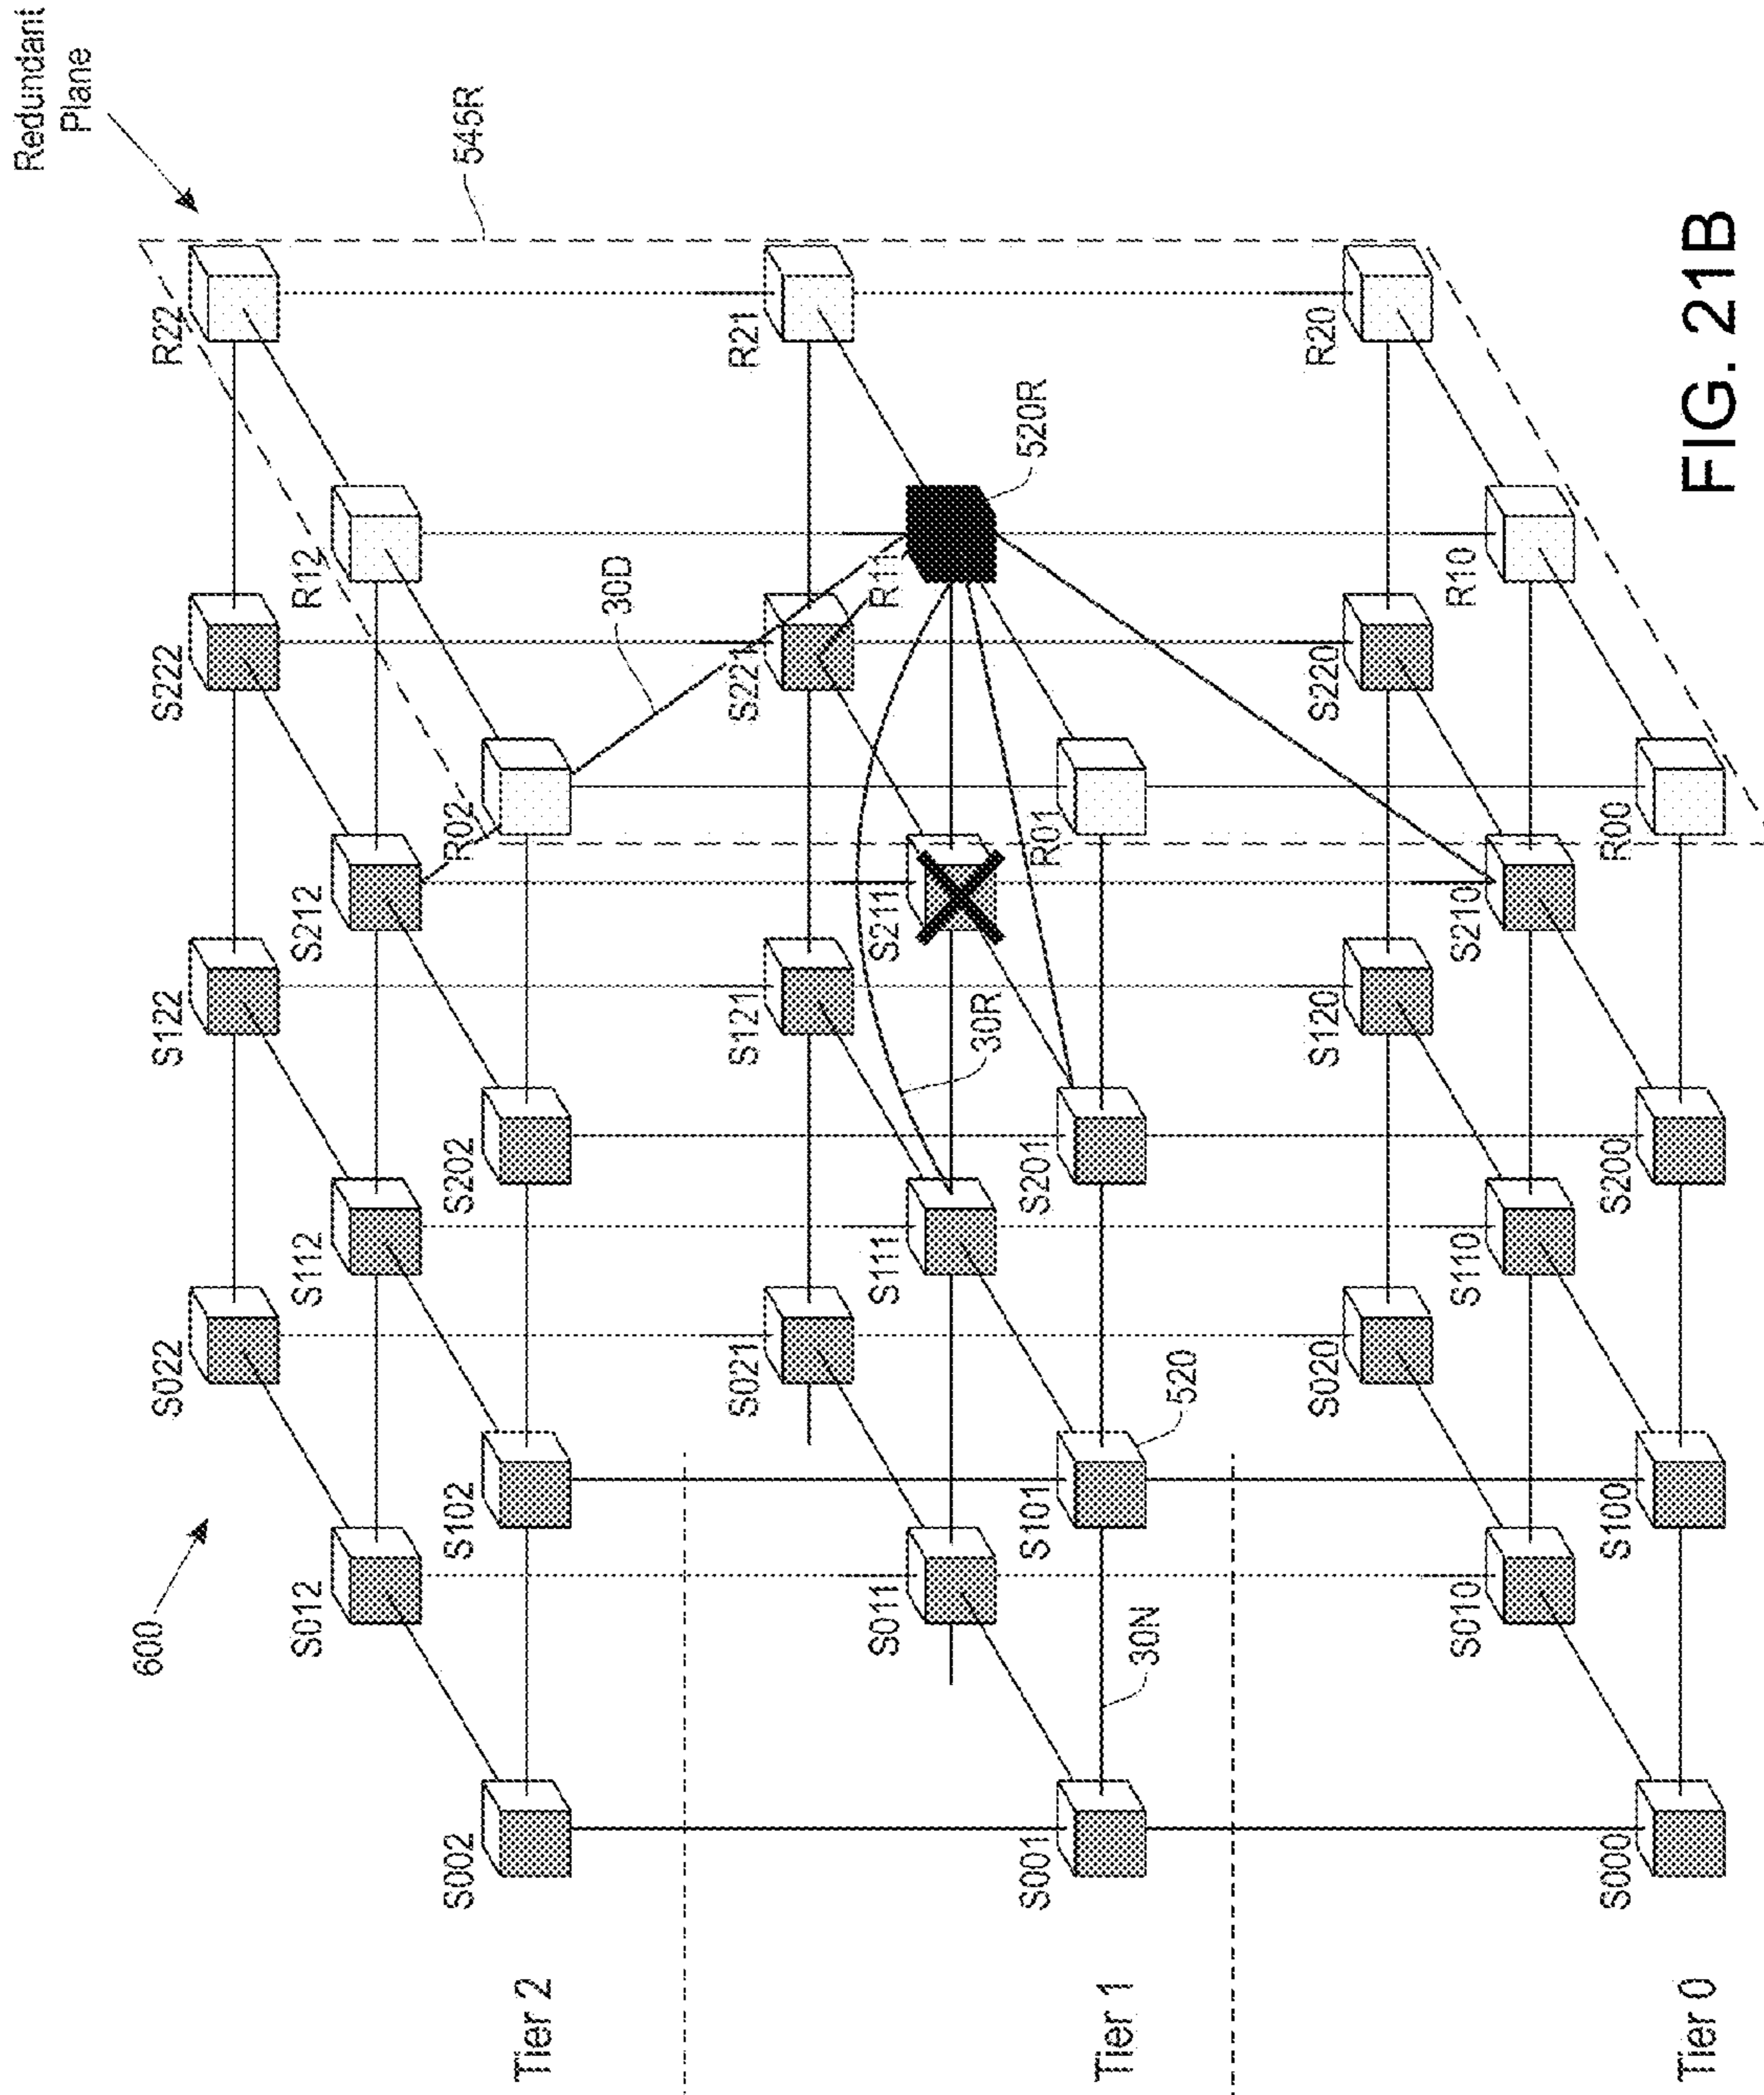 Redundant
Plane
600
545R
S022
S122
S222
R22
S012
S112
S212
R12
S002
S102
S202
R02
30D
Tier 2
S021
S121
S221
R21
S011
S111
S211
R11
520R
30R
S001
S101
S201
R01
520
30N
Tier 1
S020
S120
S220
R20
S010
S110
S210
R10
S000
S100
S200
R00
Tier 0
FIG. 21B